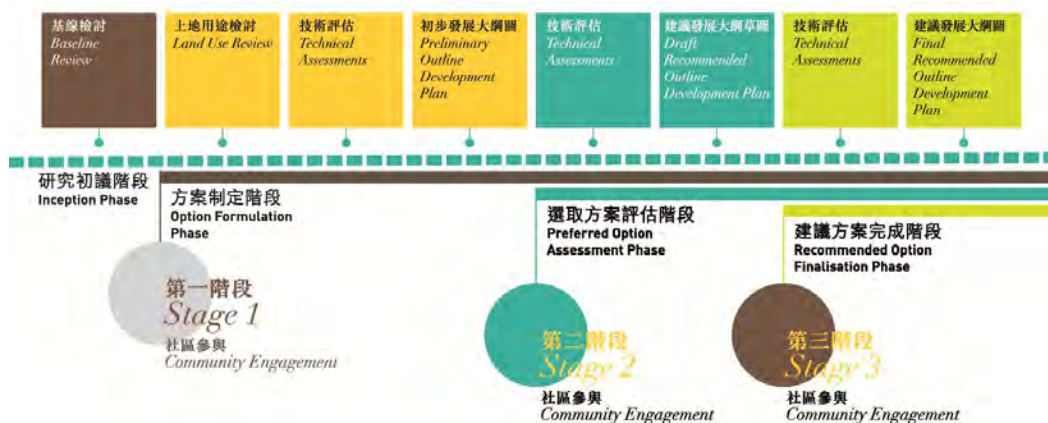 基線檢討
Baseline
Review
土地用途檢討
Land Use Review
技術評估
Technical
Assessments
初步發展大綱圖
Preliminary
Outline
Development
Plan
技術評估
Technical
Assessments
建議發展大綱草圖
Draft
Recommended
Outline
Development Plan
技術評估
Technical
Assessments
建議發展大綱圖
Final
Recommended
Outline
Development
Plan
研究初議階段
Inception Phase
方案制定階段
Option Formulation
Phase
選取方案評估階段
Preferred Option
Assessment Phase
建議方案完成階段
Recommended Option
Finalisation Phase
第一階段
Stage 1
社區參與
Community Engagement
第二階段
Stage 2
社區參與
Community Engagement
第三階段
Stage 3
社區參與
Community Engagement